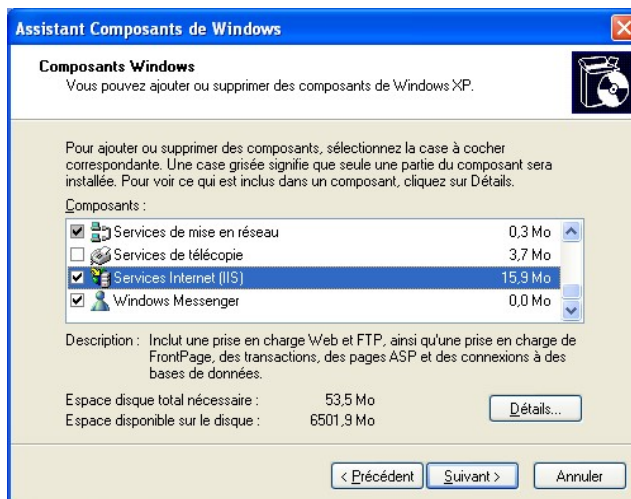 Assistant Composants de Windows
Composants Windows
Vous pouvez ajouter ou supprimer des composants de Windows XP.
Pour ajouter ou supprimer des composants, sélectionnez la case à cocher
correspondante. Une case grisée signifie que seule une partie du composant sera
installée. Pour voir ce qui est inclus dans un composant, cliquez sur Détails.
Composants :
Services de mise en réseau 0,3 Mo
Services de télécopie 3,7 Mo
Services Internet (IIS) 15,9 Mo
Windows Messenger 0,0 Mo
Description : Inclut une prise en charge Web et FTP, ainsi qu'une prise en charge de
FrontPage, des transactions, des pages ASP et des connexions à des
bases de données.
Espace disque total nécessaire : 53,5 Mo
Espace disponible sur le disque : 6501,9 Mo
Détails...
< Précédent Suivant > Annuler